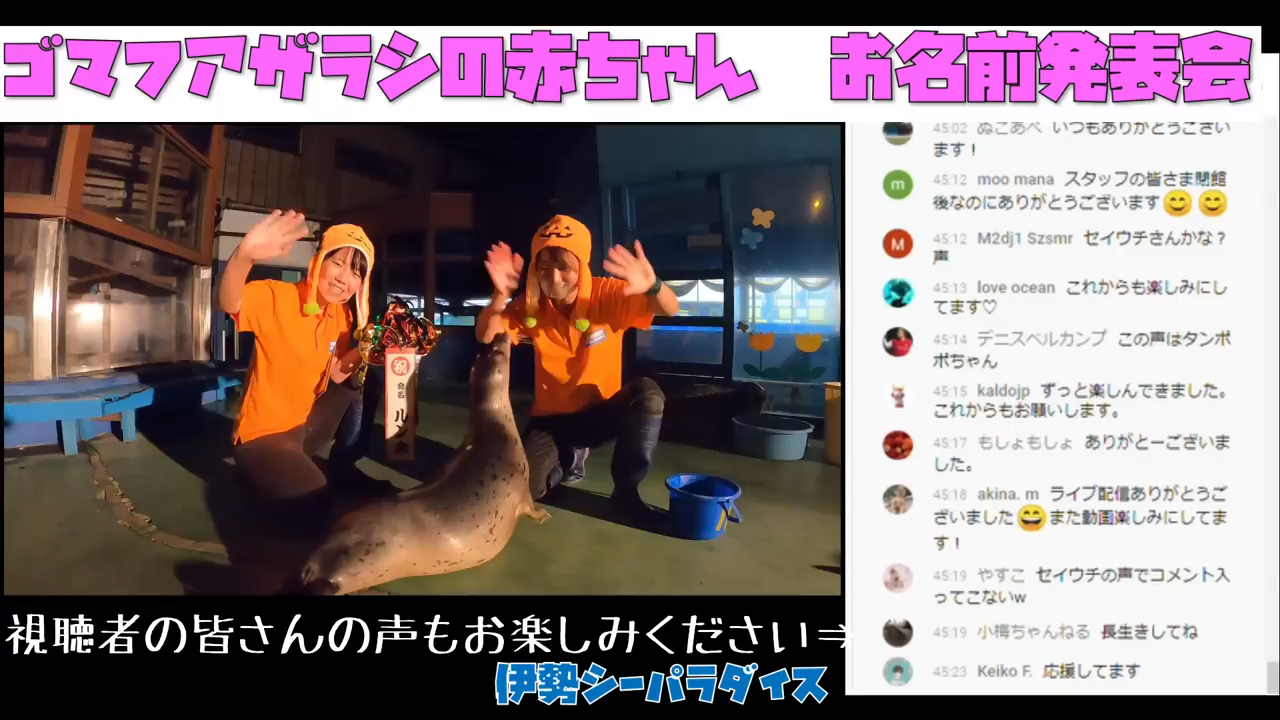 ゴマフアザラシの赤ちゃん お名前発表会
45:02 ぬこあべ いつもありがとうござい
ます！
m
45:12 moo mana スタッフの皆さま閉館
後なのにありがとうございます😊😊
M
45:12 M2dj1 Szsmr セイウチさんかな？
声
45:13 love ocean これからも楽しみにし
てます♡
45:14 デニスベルカンプ この声はタンポ
ポちゃん
45:15 kaldojp ずっと楽しんできました。
これからもお願いします。
45:17 もしょもしょ ありがとーございま
した。
45:18 akina. m ライブ配信ありがとうご
ざいました😄また動画楽しみにしてま
す！
45:19 やすこ セイウチの声でコメント入
ってこないw
45:19 小梅ちゃんねる 長生きしてね
45:23 Keiko F. 応援してます
祝
命名
視聴者の皆さんの声もお楽しみください⇒
伊勢シーパラダイス